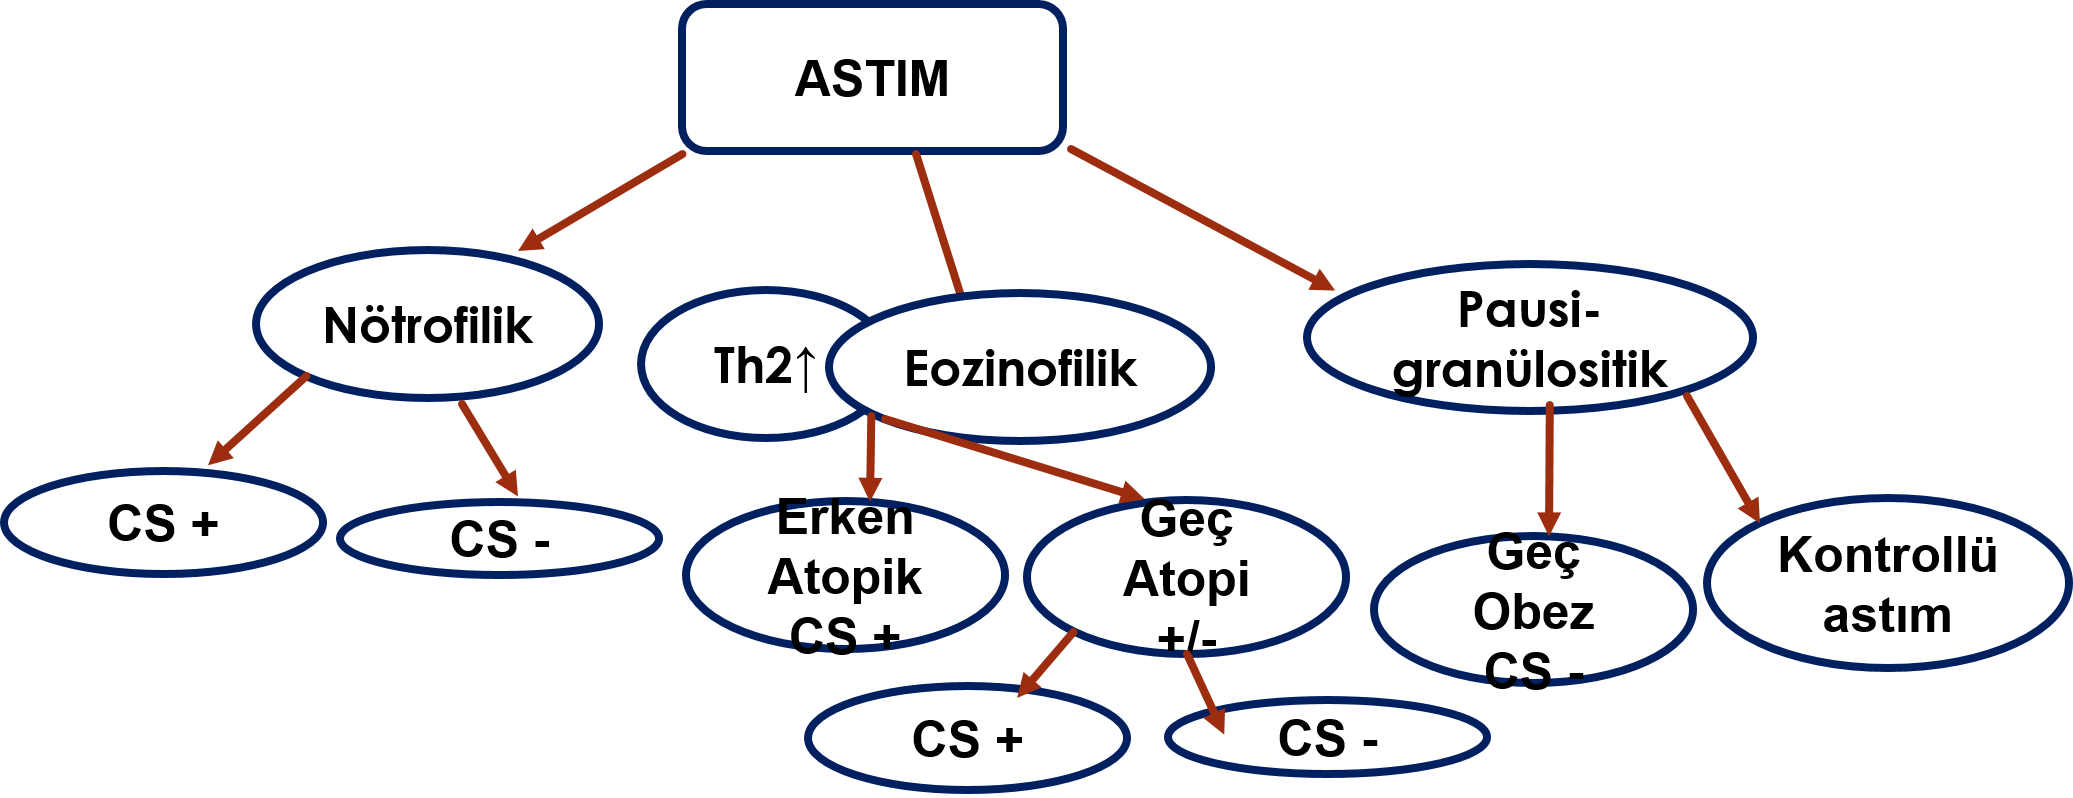 ASTIM
Nötrofilik
Th2↑
Eozinofilik
Pausi-
granülositik
CS +
CS -
Erken
Atopik
CS +
Geç
Atopi
+/-
Geç
Obez
CS -
Kontrollü
astım
CS +
CS -